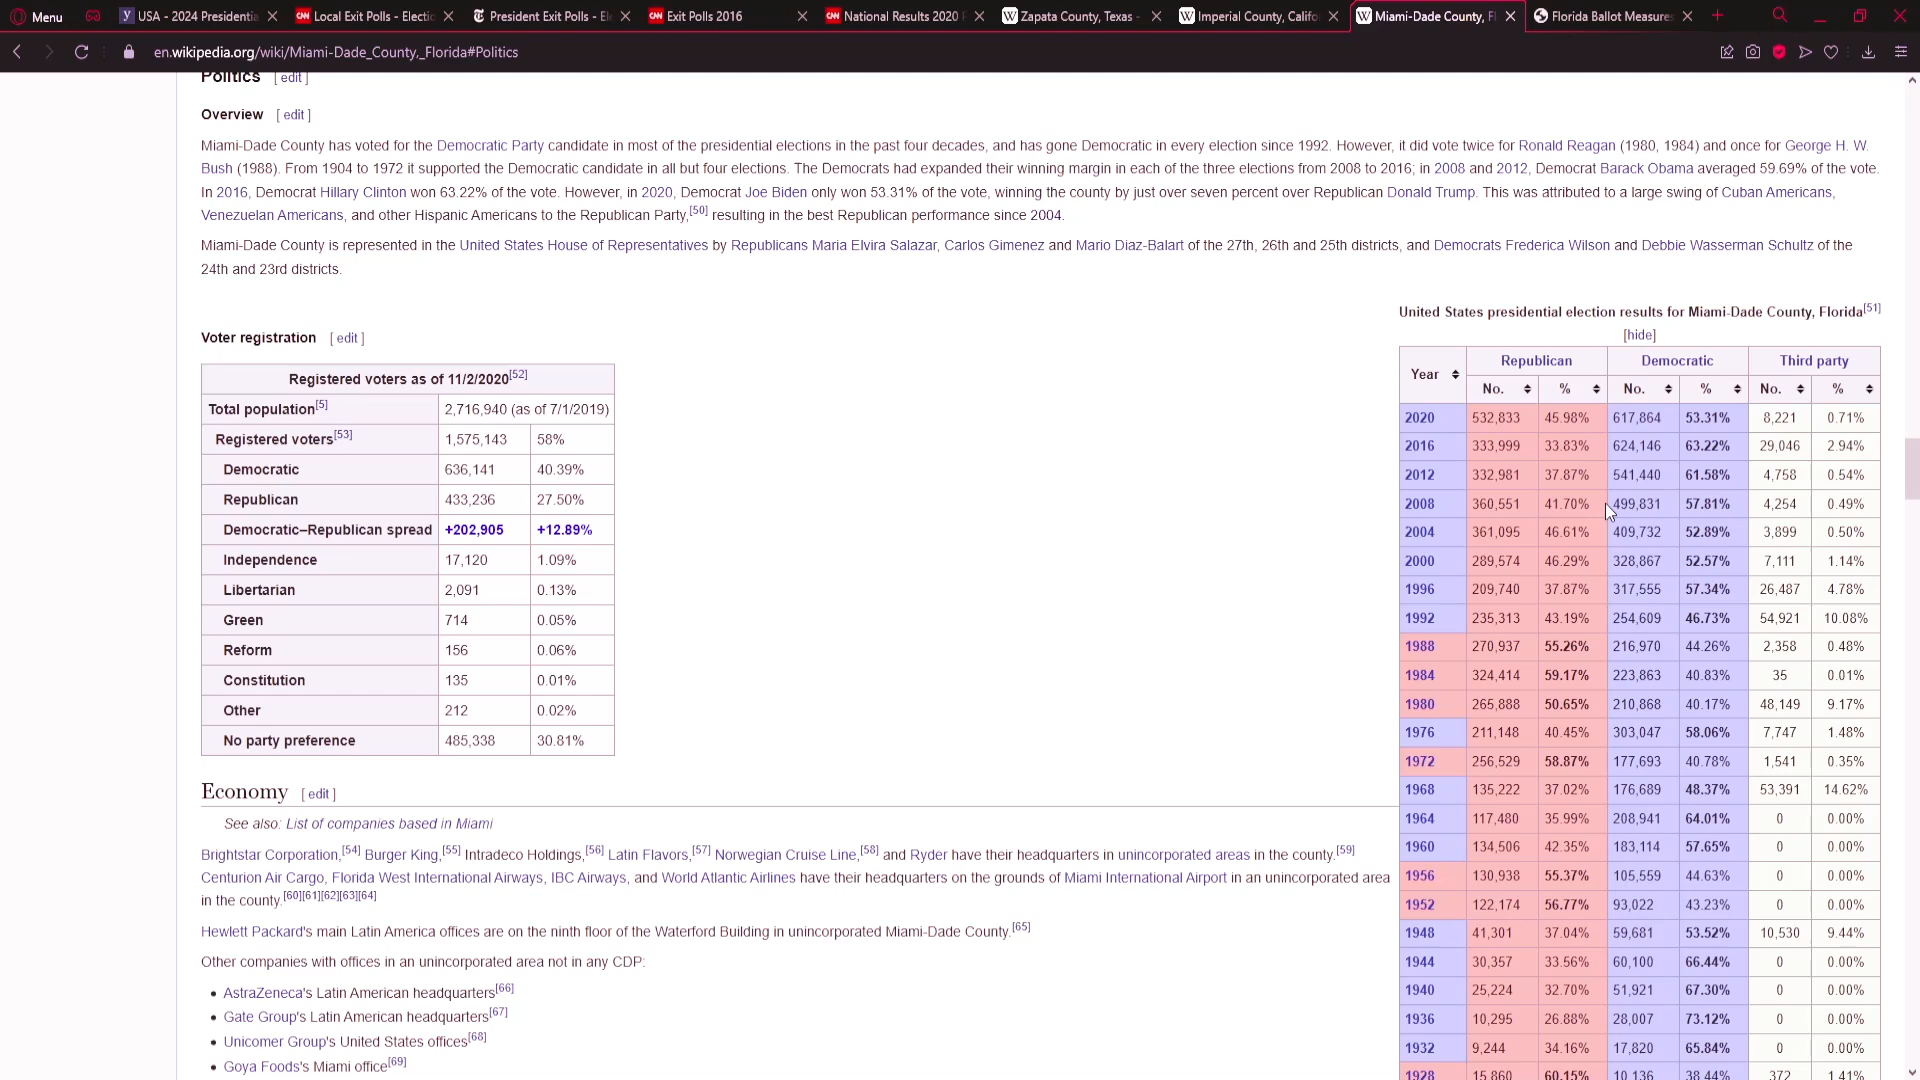 Menu
USA - 2024 Presidentia
Local Exit Polls - Electio
President Exit Polls - Ele
Exit Polls 2016
National Results 2020 P
Zapata County, Texas -
Imperial County, Califo
Miami-Dade County, Fl
Florida Ballot Measures
en.wikipedia.org/wiki/Miami-Dade_County,_Florida#Politics
Politics [ edit ]
Overview [ edit ]
Miami-Dade County has voted for the Democratic Party candidate in most of the presidential elections in the past four decades, and has gone Democratic in every election since 1992. However, it did vote twice for Ronald Reagan (1980, 1984) and once for George H. W.
Bush (1988). From 1904 to 1972 it supported the Democratic candidate in all but four elections. The Democrats had expanded their winning margin in each of the three elections from 2008 to 2016; in 2008 and 2012, Democrat Barack Obama averaged 59.69% of the vote.
In 2016, Democrat Hillary Clinton won 63.22% of the vote. However, in 2020, Democrat Joe Biden only won 53.31% of the vote, winning the county by just over seven percent over Republican Donald Trump. This was attributed to a large swing of Cuban Americans,
Venezuelan Americans, and other Hispanic Americans to the Republican Party,[50] resulting in the best Republican performance since 2004.
Miami-Dade County is represented in the United States House of Representatives by Republicans Maria Elvira Salazar, Carlos Gimenez and Mario Diaz-Balart of the 27th, 26th and 25th districts, and Democrats Frederica Wilson and Debbie Wasserman Schultz of the
24th and 23rd districts.
Voter registration [ edit ]
Registered voters as of 11/2/2020[52]
Total population[5] 2,716,940 (as of 7/1/2019)
Registered voters[53] 1,575,143 58%
Democratic 636,141 40.39%
Republican 433,236 27.50%
Democratic–Republican spread +202,905 +12.89%
Independence 17,120 1.09%
Libertarian 2,091 0.13%
Green 714 0.05%
Reform 156 0.06%
Constitution 135 0.01%
Other 212 0.02%
No party preference 485,338 30.81%
United States presidential election results for Miami-Dade County, Florida[51]
[hide]
Year Republican Democratic Third party
No. % No. % No. %
2020 532,833 45.98% 617,864 53.31% 8,221 0.71%
2016 333,999 33.83% 624,146 63.22% 29,046 2.94%
2012 332,981 37.87% 541,440 61.58% 4,758 0.54%
2008 360,551 41.70% 499,831 57.81% 4,254 0.49%
2004 361,095 46.61% 409,732 52.89% 3,899 0.50%
2000 289,574 46.29% 328,867 52.57% 7,111 1.14%
1996 209,740 37.87% 317,555 57.34% 26,487 4.78%
1992 235,313 43.19% 254,609 46.73% 54,921 10.08%
1988 270,937 55.26% 216,970 44.26% 2,358 0.48%
1984 324,414 59.17% 223,863 40.83% 35 0.01%
1980 265,888 50.65% 210,868 40.17% 48,149 9.17%
1976 211,148 40.45% 303,047 58.06% 7,747 1.48%
1972 256,529 58.87% 177,693 40.78% 1,541 0.35%
1968 135,222 37.02% 176,689 48.37% 53,391 14.62%
1964 117,480 35.99% 208,941 64.01% 0 0.00%
1960 134,506 42.35% 183,114 57.65% 0 0.00%
1956 130,938 55.37% 105,559 44.63% 0 0.00%
1952 122,174 56.77% 93,022 43.23% 0 0.00%
1948 41,301 37.04% 59,681 53.52% 10,530 9.44%
1944 30,357 33.56% 60,100 66.44% 0 0.00%
1940 25,224 32.70% 51,921 67.30% 0 0.00%
1936 10,295 26.88% 28,007 73.12% 0 0.00%
1932 9,244 34.16% 17,820 65.84% 0 0.00%
1928 15,860 60.15% 10,136 38.44% 372 1.41%
Economy [ edit ]
See also: List of companies based in Miami
Brightstar Corporation,[54] Burger King,[55] Intradeco Holdings,[56] Latin Flavors,[57] Norwegian Cruise Line,[58] and Ryder have their headquarters in unincorporated areas in the county.[59]
Centurion Air Cargo, Florida West International Airways, IBC Airways, and World Atlantic Airlines have their headquarters on the grounds of Miami International Airport in an unincorporated area
in the county.[60][61][62][63][64]
Hewlett Packard's main Latin America offices are on the ninth floor of the Waterford Building in unincorporated Miami-Dade County.[65]
Other companies with offices in an unincorporated area not in any CDP:
• AstraZeneca's Latin American headquarters[66]
• Gate Group's Latin American headquarters[67]
• Unicomer Group's United States offices[68]
• Goya Foods's Miami office[69]